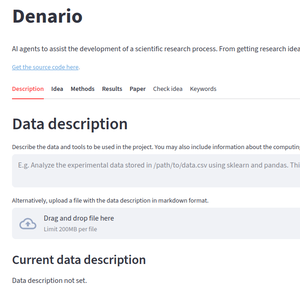 Denario
AI agents to assist the development of a scientific research process. From getting research idea
Get the source code here.
Description Idea Methods Results Paper Check idea Keywords
Data description
Describe the data and tools to be used in the project. You may also include information about the computing
E.g. Analyze the experimental data stored in /path/to/data.csv using sklearn and pandas. Thi
Alternatively, upload a file with the data description in markdown format.
Drag and drop file here
Limit 200MB per file
Current data description
Data description not set.